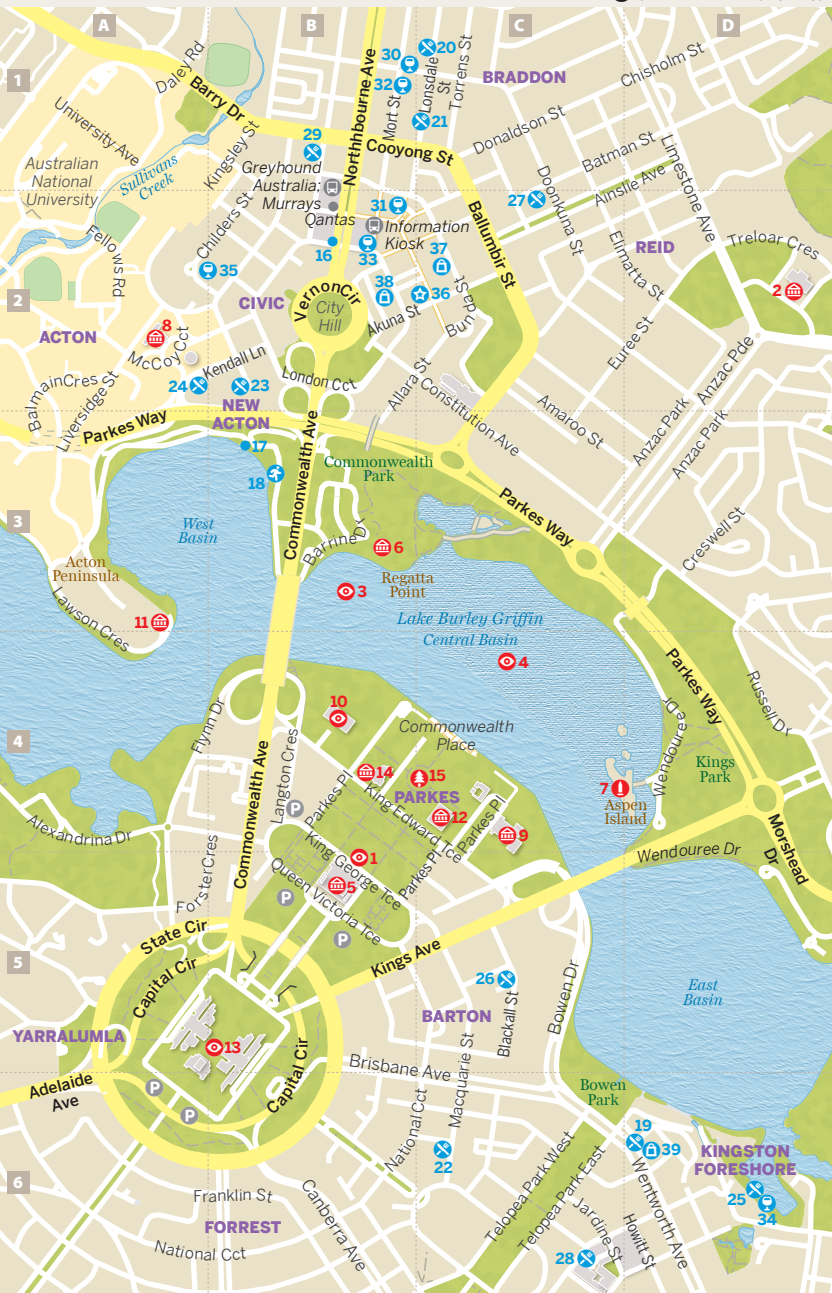 A
B
C
D
1
2
3
4
5
6
Daley Rd
Barry Dr
University Ave
Australian
National
University
Sullivans
Creek
Kingsley St
Childers St
Fellows Rd
29
Greyhound
Australia;
Murrays
Qantas
16
Northbourne Ave
30
20
32
Mort St
Lonsdale
St
Torrens St
21
BRADDON
Chisholm St
Cooyong St
Donaldson St
Batman St
Ainslie Ave
Limestone Ave
27
Doonkuna St
Elimatta St
REID
Treloar Cres
2
31
Information
Kiosk
33
37
38
36
Ballumbir St
35
CIVIC
Vernon Cir
City
Hill
Akuna St
Bunda St
Euree St
Anzac Pde
ACTON
8
McCoy Cct
Kendall Ln
24
23
London Cct
Allara St
Constitution Ave
Amaroo St
Anzac Park
Anzac Park
Balmain Cres
Liversidge St
NEW
ACTON
Parkes Way
17
18
Commonwealth Ave
Commonwealth
Park
Parkes Way
West
Basin
Barrine Dr
6
Creswell St
Acton
Peninsula
Regatta
Point
3
Lawson Cres
11
Lake Burley Griffin
Central Basin
4
Parkes Way
Russell Dr
Wendouree Dr
Flynn Dr
10
Commonwealth
Place
Commonwealth Ave
Langton Cres
Parkes Pl
14
15
PARKES
King Edward Tce
12
Parkes Pl
9
7
Aspen
Island
Kings
Park
Alexandrina Dr
P
King George Tce
1
Parkes Pl
Wendouree Dr
Morshead
Dr
Forster Cres
Queen Victoria Tce
5
P
P
State Cir
Capital Cir
Kings Ave
26
Blackall St
BARTON
Bowen Dr
East
Basin
YARRALUMLA
13
Capital Cir
Adelaide
Ave
P
P
Brisbane Ave
Macquarie St
National Cct
22
Bowen
Park
19
39
KINGSTON
FORESHORE
25
34
Franklin St
FORREST
National Cct
Canberra Ave
Telopea Park West
Telopea Park East
Jardine St
Howitt St
Wentworth Ave
28